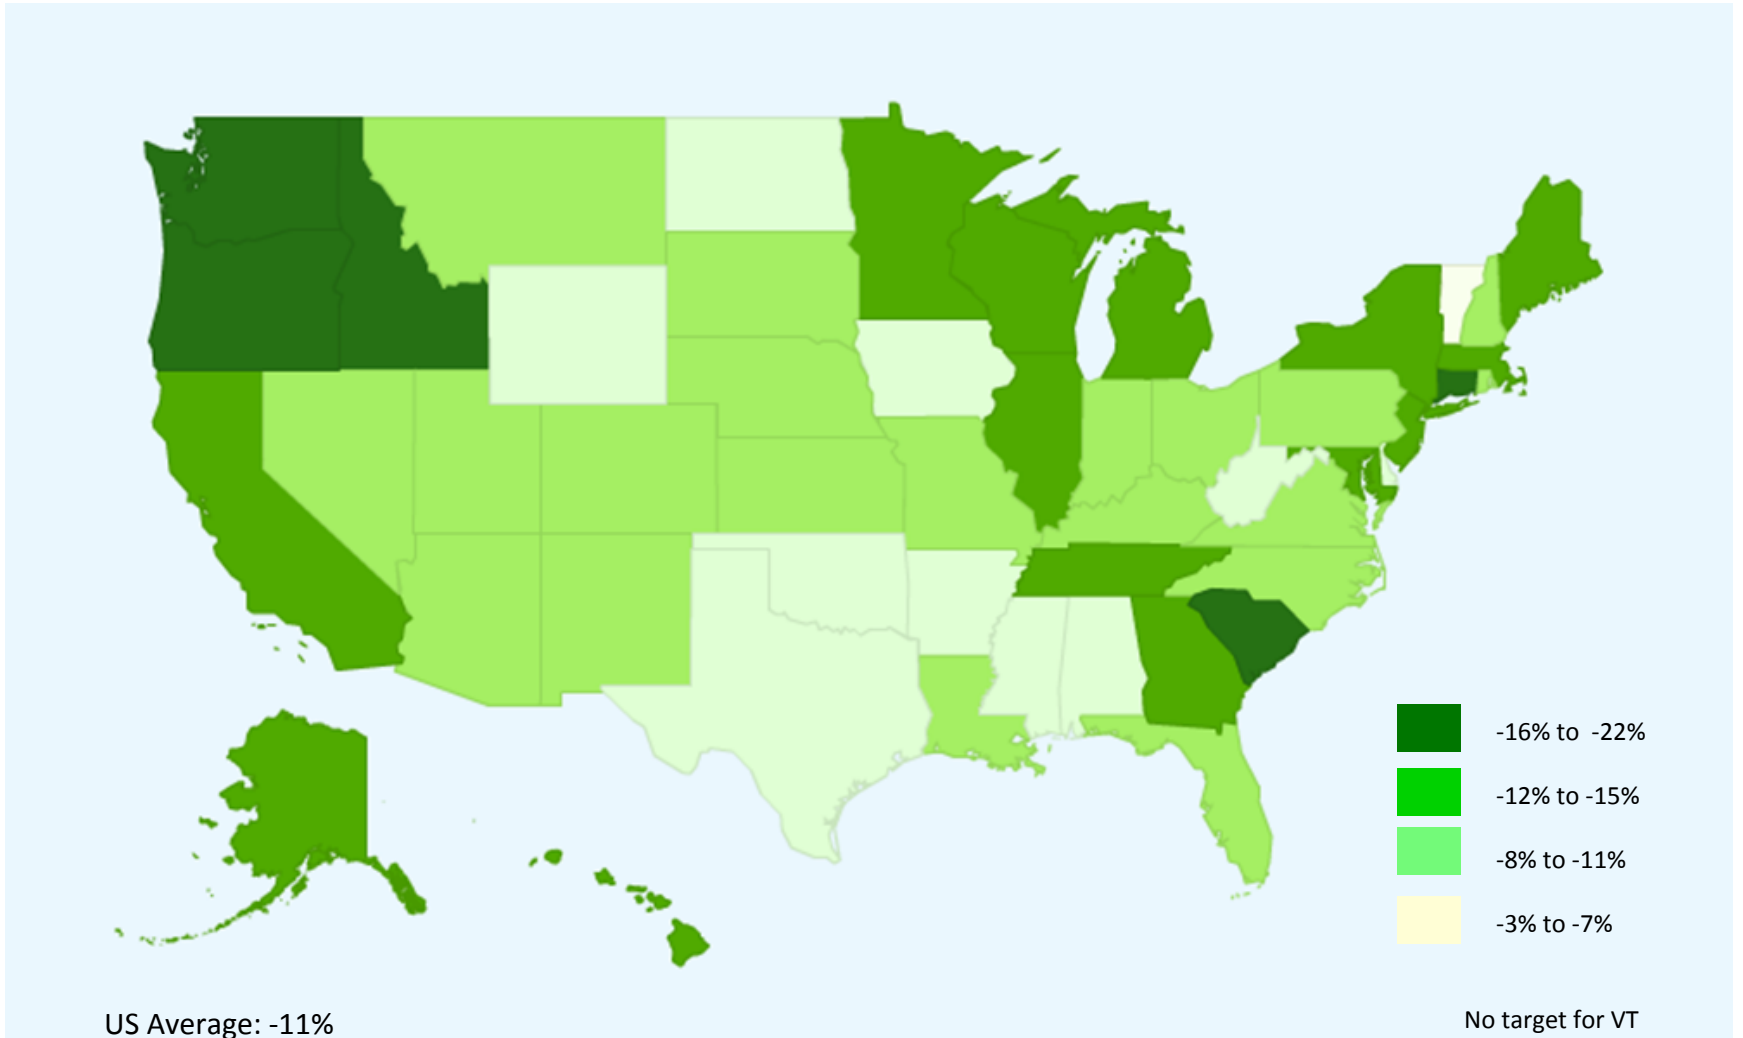 -16% to -22%
-12% to -15%
-8% to -11%
-3% to -7%
US Average: -11%
No target for VT